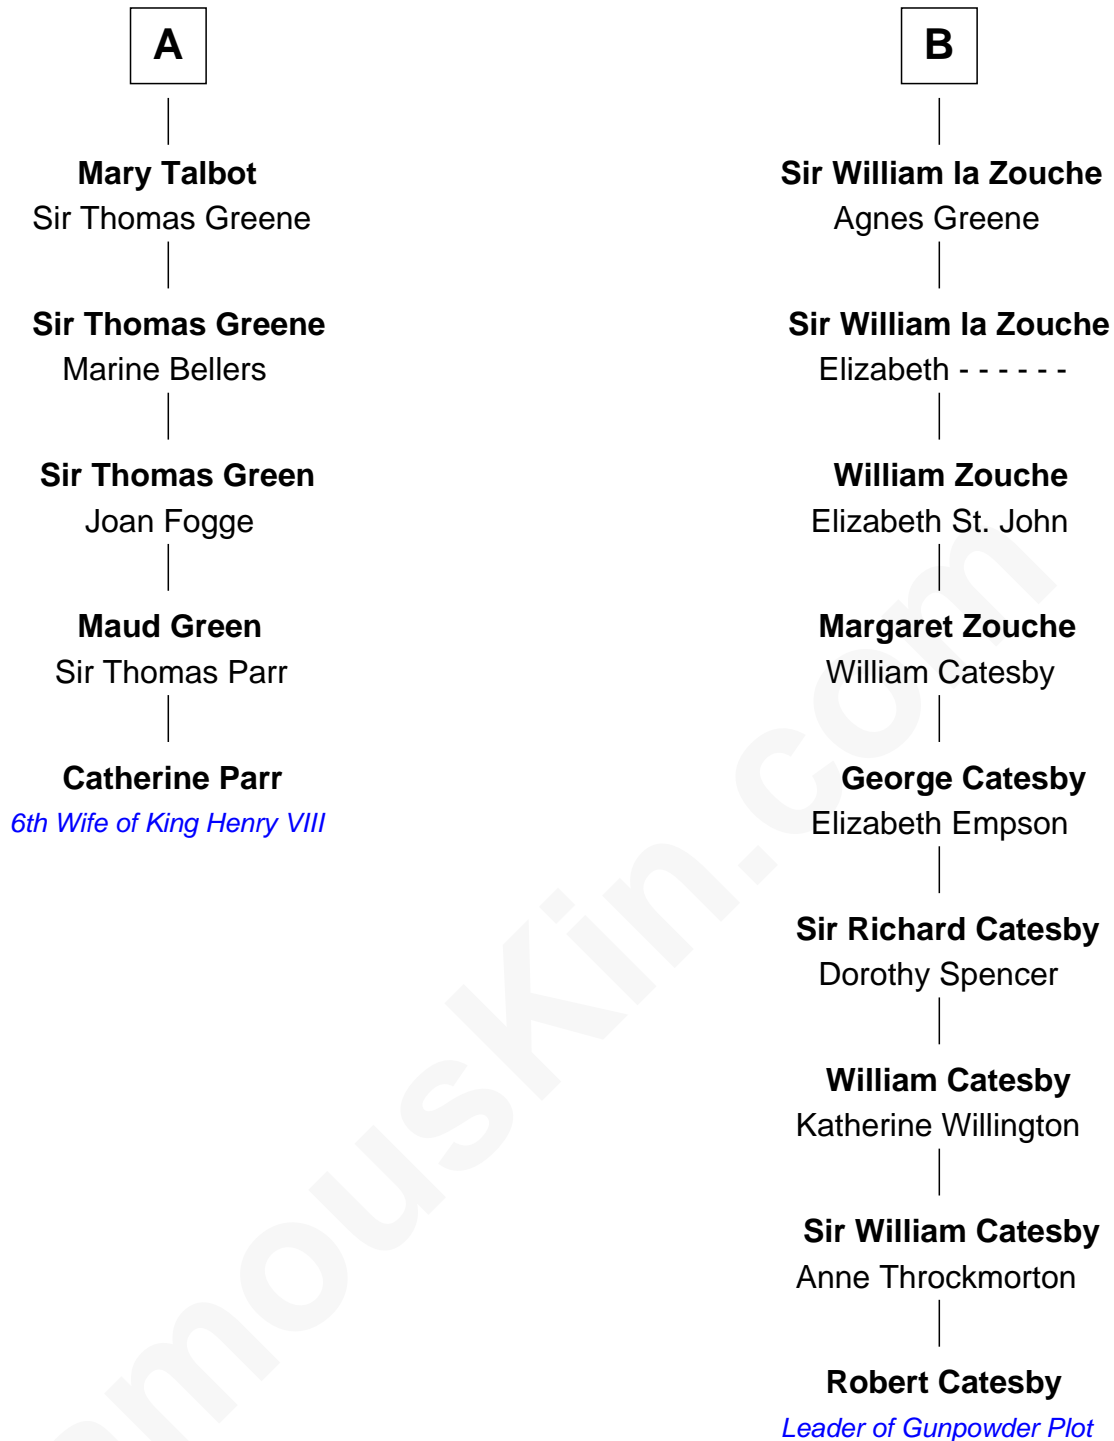 A
Mary Talbot
Sir Thomas Greene
Sir Thomas Greene
Marine Bellers
Sir Thomas Green
Joan Fogge
Maud Green
Sir Thomas Parr
Catherine Parr
6th Wife of King Henry VIII
B
Sir William la Zouche
Agnes Greene
Sir William la Zouche
Elizabeth - - - - - -
William Zouche
Elizabeth St. John
Margaret Zouche
William Catesby
George Catesby
Elizabeth Empson
Sir Richard Catesby
Dorothy Spencer
William Catesby
Katherine Willington
Sir William Catesby
Anne Throckmorton
Robert Catesby
Leader of Gunpowder Plot
amouskin.com